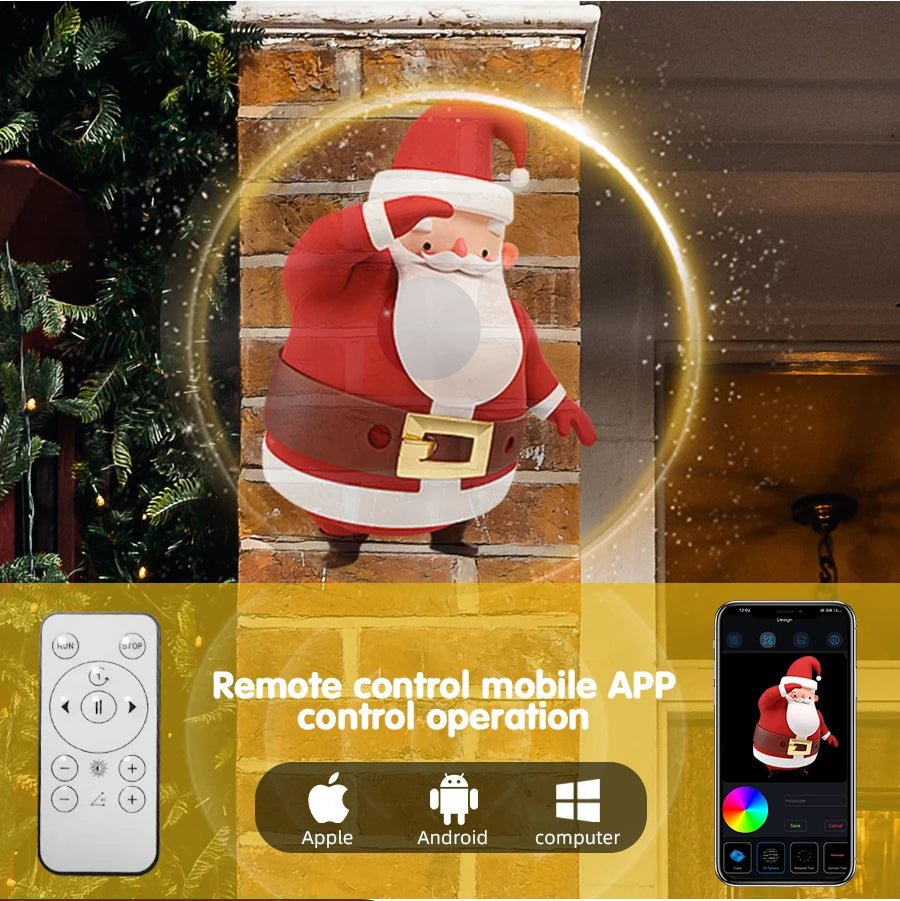 RUN
STOP
Remote control mobile APP
control operation
Apple
Android
computer
Design
Save
Cancel